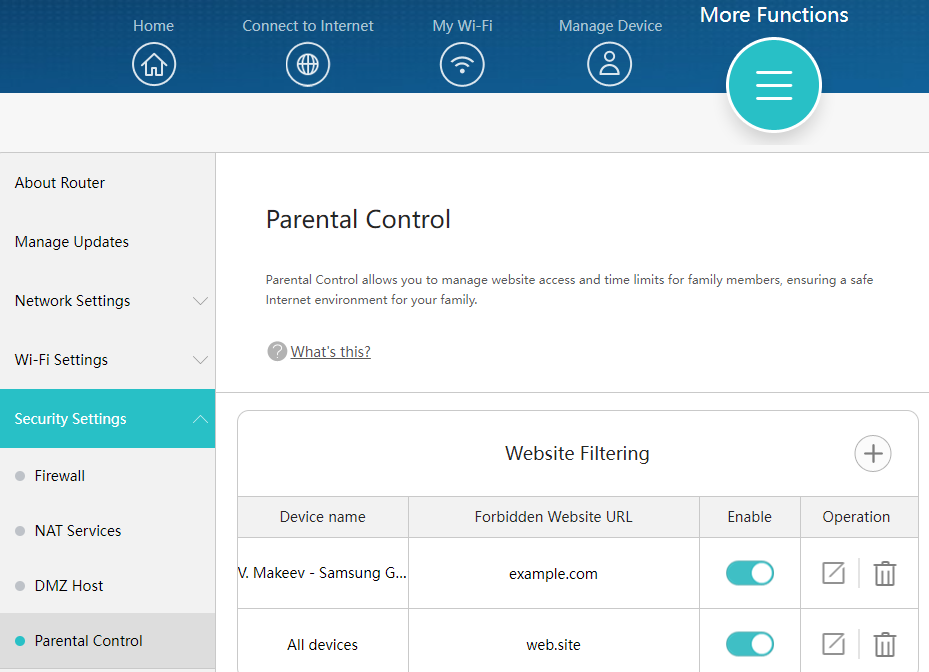 Home
Connect to Internet
My Wi-Fi
Manage Device
More Functions
About Router
Manage Updates
Network Settings
Wi-Fi Settings
Security Settings
Firewall
NAT Services
DMZ Host
Parental Control
Parental Control
Parental Control allows you to manage website access and time limits for family members, ensuring a safe
Internet environment for your family.
? What's this?
Website Filtering
Device name Forbidden Website URL Enable Operation
V. Makeev - Samsung G... example.com
All devices web.site